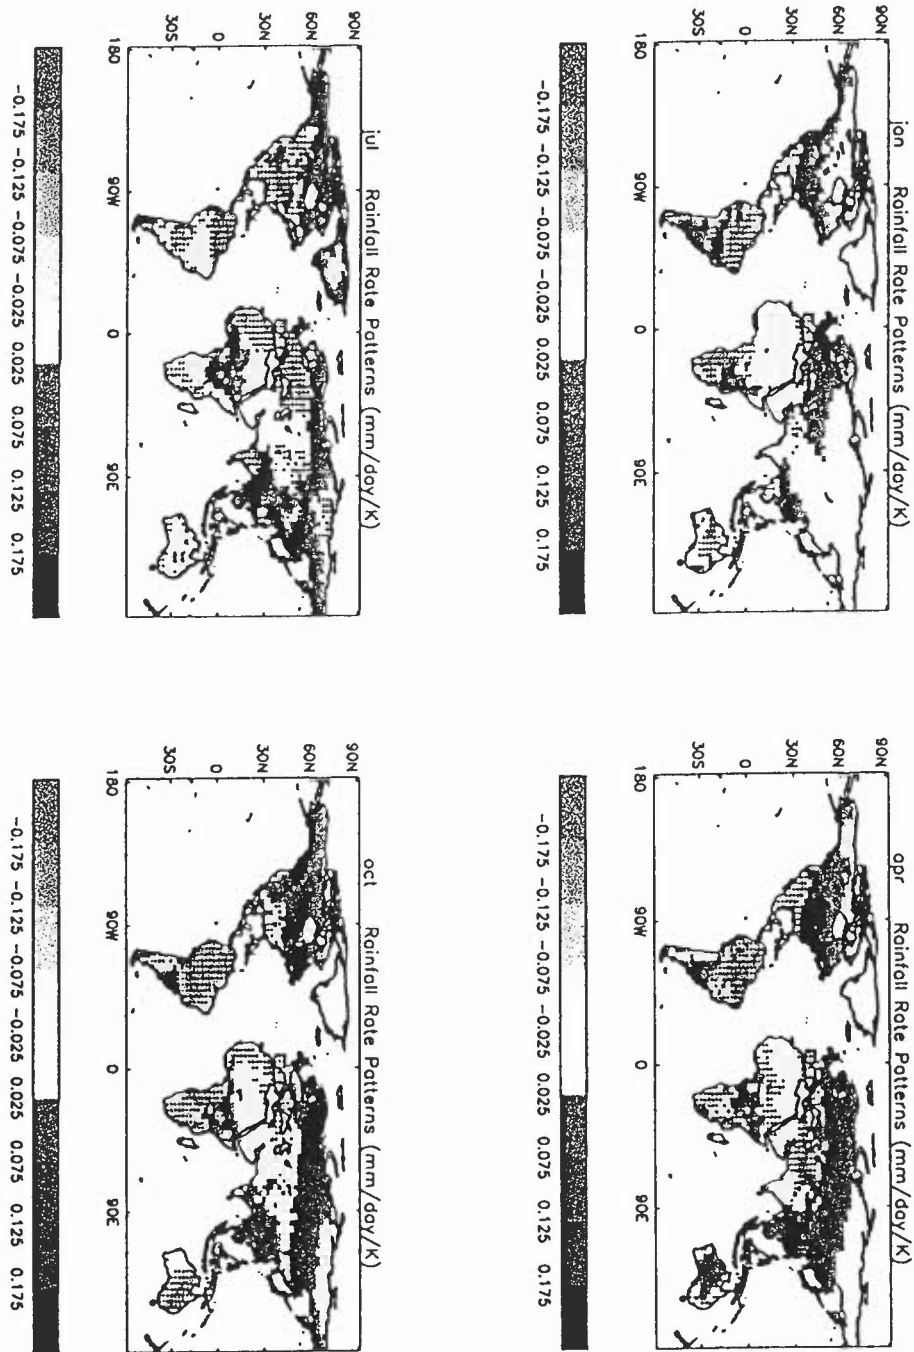 jan Rainfall Rate Patterns (mm/day/K)
90N
60N
30N
0
30S
180 90W 0 90E
-0.175 -0.125 -0.075 -0.025 0.025 0.075 0.125 0.175
apr Rainfall Rate Patterns (mm/day/K)
90N
60N
30N
0
30S
180 90W 0 90E
-0.175 -0.125 -0.075 -0.025 0.025 0.075 0.125 0.175
jul Rainfall Rate Patterns (mm/day/K)
90N
60N
30N
0
30S
180 90W 0 90E
-0.175 -0.125 -0.075 -0.025 0.025 0.075 0.125 0.175
oct Rainfall Rate Patterns (mm/day/K)
90N
60N
30N
0
30S
180 90W 0 90E
-0.175 -0.125 -0.075 -0.025 0.025 0.075 0.125 0.175